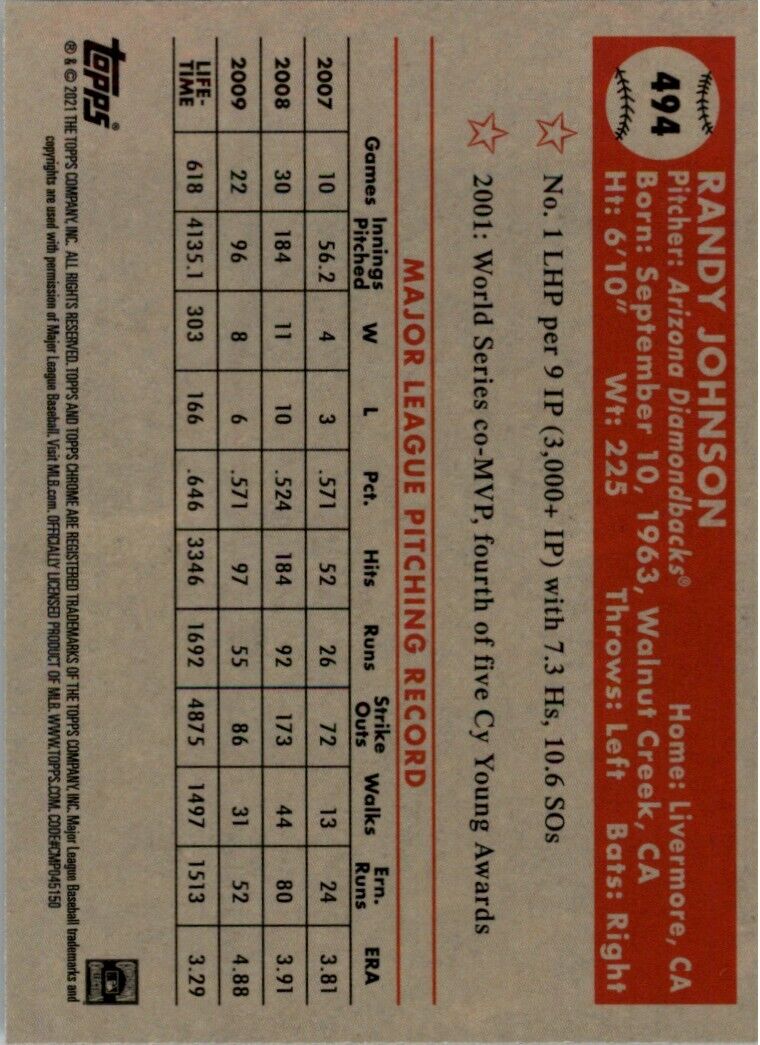 494
RANDY JOHNSON
Pitcher: Arizona Diamondbacks® Home: Livermore, CA
Born: September 10, 1963, Walnut Creek, CA
Ht: 6'10" Wt: 225 Throws: Left Bats: Right
No. 1 LHP per 9 IP (3,000+ IP) with 7.3 Hs, 10.6 SOs
2001: World Series co-MVP, fourth of five Cy Young Awards
MAJOR LEAGUE PITCHING RECORD
Games Innings Pitched W L Pct. Hits Runs Strike Outs Walks Ern. Runs ERA
2007 10 56.2 4 3 .571 52 26 72 13 24 3.81
2008 30 184 11 10 .524 184 92 173 44 80 3.91
2009 22 96 8 6 .571 97 55 86 31 52 4.88
LIFE-TIME 618 4135.1 303 166 .646 3346 1692 4875 1497 1513 3.29
topps®
® & © 2021 THE TOPPS COMPANY, INC. ALL RIGHTS RESERVED. TOPPS AND TOPPS CHROME ARE REGISTERED TRADEMARKS OF THE TOPPS COMPANY, INC. Major League Baseball trademarks and
copyrights are used with permission of Major League Baseball. Visit MLB.com. OFFICIALLY LICENSED PRODUCT OF MLB. WWW.TOPPS.COM. CODE#CMP045150